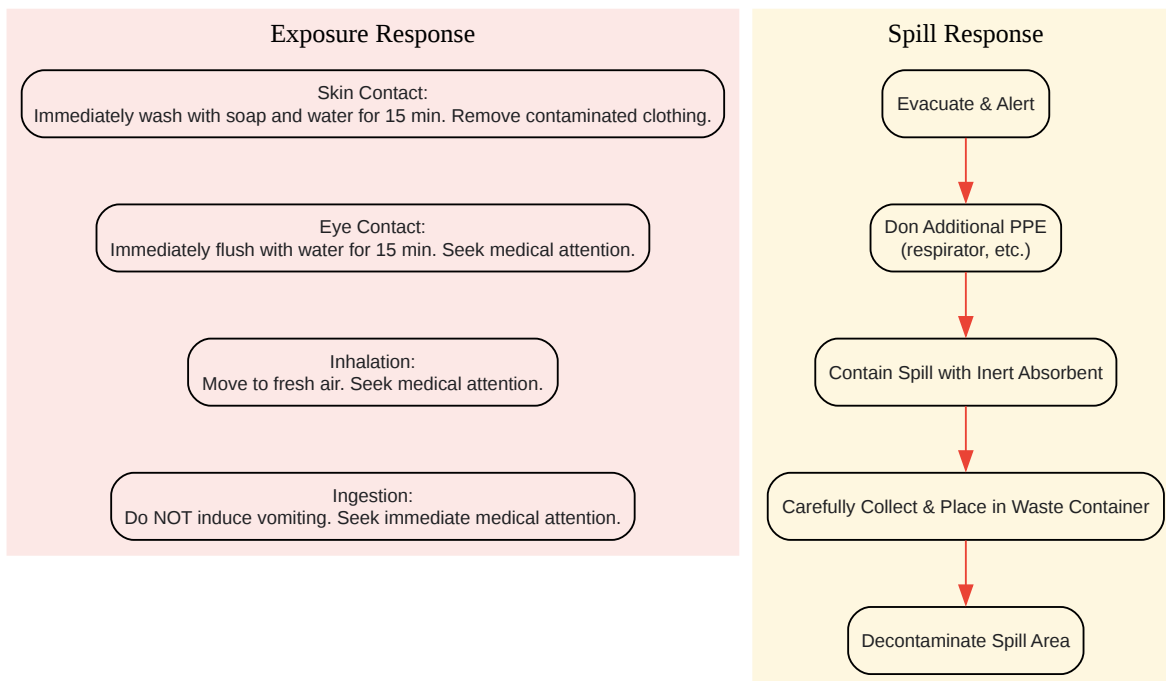 Exposure Response
Skin Contact:
Immediately wash with soap and water for 15 min. Remove contaminated clothing.
Eye Contact:
Immediately flush with water for 15 min. Seek medical attention.
Inhalation:
Move to fresh air. Seek medical attention.
Ingestion:
Do NOT induce vomiting. Seek immediate medical attention.
Spill Response
Evacuate & Alert
Don Additional PPE
(respirator, etc.)
Contain Spill with Inert Absorbent
Carefully Collect & Place in Waste Container
Decontaminate Spill Area